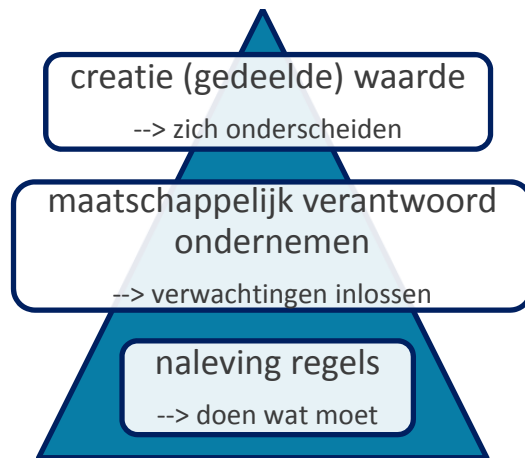 creatie (gedeelde) waarde
--> zich onderscheiden
maatschappelijk verantwoord
ondernemen
--> verwachtingen inlossen
naleving regels
--> doen wat moet